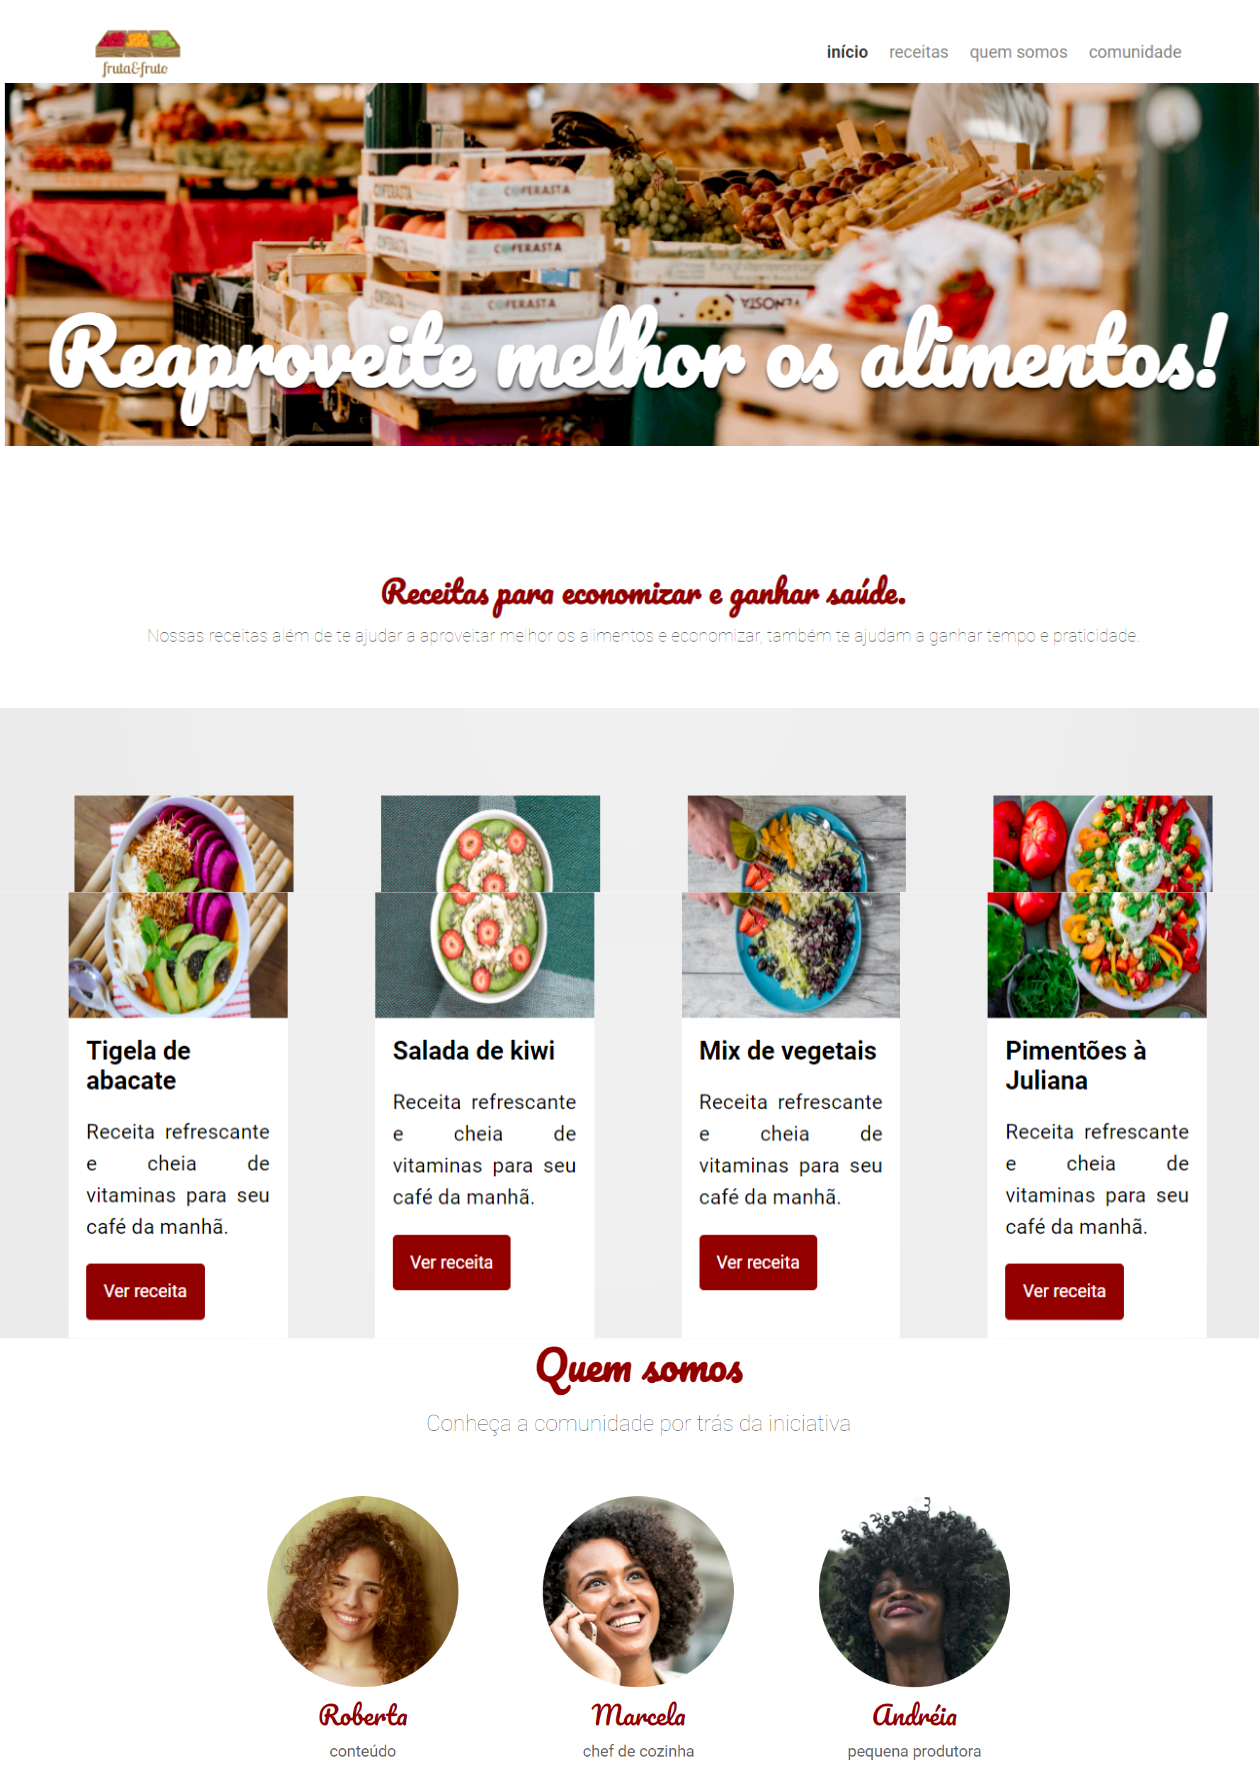 fruta&fruto
início receitas quem somos comunidade
COFERASTA
COFERASTA
COFERASTA
VENOSTA
Reaproveite melhor os alimentos!
Receitas para economizar e ganhar saúde.
Nossas receitas além de te ajudar a aproveitar melhor os alimentos e economizar, também te ajudam a ganhar tempo e praticidade.
Tigela de
abacate
Receita refrescante
e cheia de
vitaminas para seu
café da manhã.
Ver receita
Salada de kiwi
Receita refrescante
e cheia de
vitaminas para seu
café da manhã.
Ver receita
Mix de vegetais
Receita refrescante
e cheia de
vitaminas para seu
café da manhã.
Ver receita
Pimentões à
Juliana
Receita refrescante
e cheia de
vitaminas para seu
café da manhã.
Ver receita
Quem somos
Conheça a comunidade por trás da iniciativa
Roberta
conteúdo
Marcela
chef de cozinha
Andréia
pequena produtora